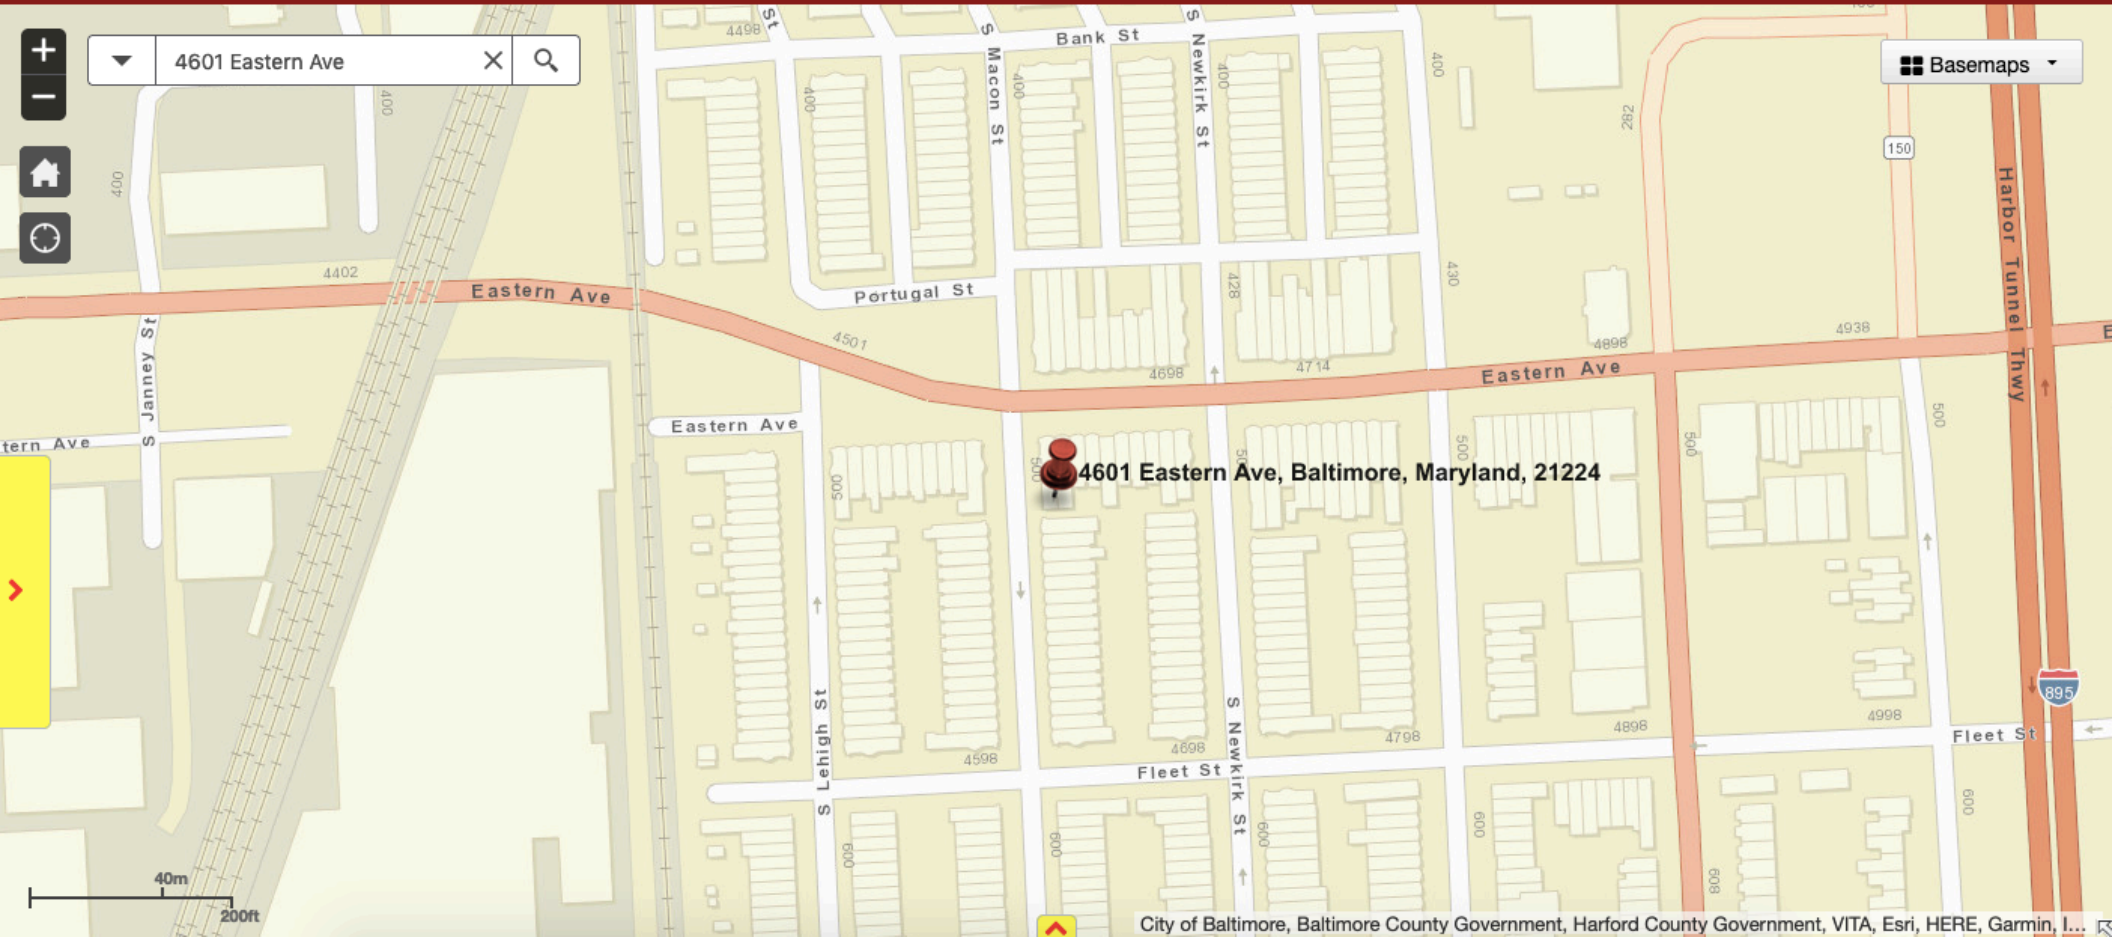 +
−
4601 Eastern Ave
Basemaps
4498
St
S Macon St
Bank St
S Newkirk St
400
400
400
400
400
400
282
150
Harbor Tunnel Thwy
4402
Eastern Ave
Portugal St
428
430
4501
4698
4714
Eastern Ave
4898
4938
E
S Janney St
tern Ave
Eastern Ave
500
500
500
500
4601 Eastern Ave, Baltimore, Maryland, 21224
S Lehigh St
S Newkirk St
4598
4698
4798
4898
4998
Fleet St
Fleet St
895
600
600
600
600
600
608
40m
200ft
City of Baltimore, Baltimore County Government, Harford County Government, VITA, Esri, HERE, Garmin, I...